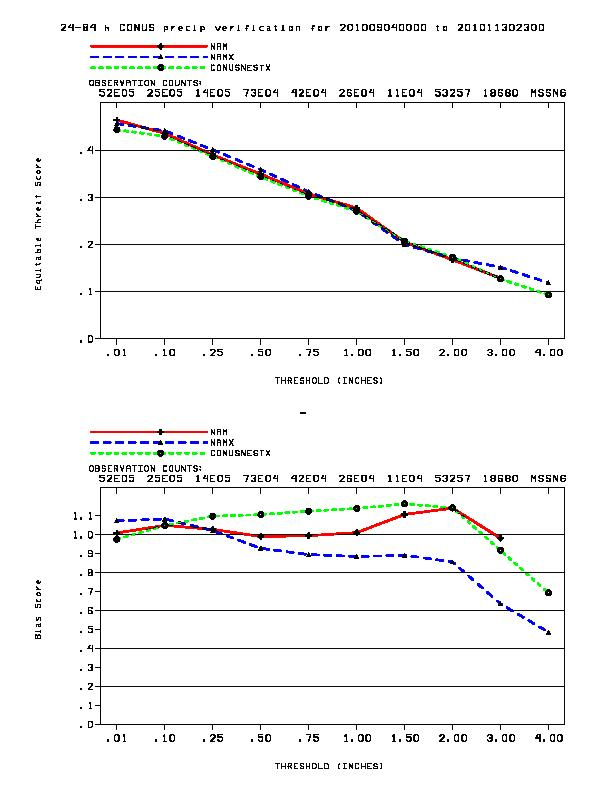 24-84 h CONUS precip verification for 201009040000 to 201011302300
NAM
NAMX
CONUSNESTX
OBSERVATION COUNTS:
52E05 25E05 14E05 73E04 42E04 26E04 11E04 53257 18680 MSSNG
.4
.3
.2
.1
.0
Equitable Threat Score
.01 .10 .25 .50 .75 1.00 1.50 2.00 3.00 4.00
THRESHOLD (INCHES)
NAM
NAMX
CONUSNESTX
OBSERVATION COUNTS:
52E05 25E05 14E05 73E04 42E04 26E04 11E04 53257 18680 MSSNG
1.1
1.0
.9
.8
.7
.6
.5
.4
.3
.2
.1
.0
Bias Score
.01 .10 .25 .50 .75 1.00 1.50 2.00 3.00 4.00
THRESHOLD (INCHES)